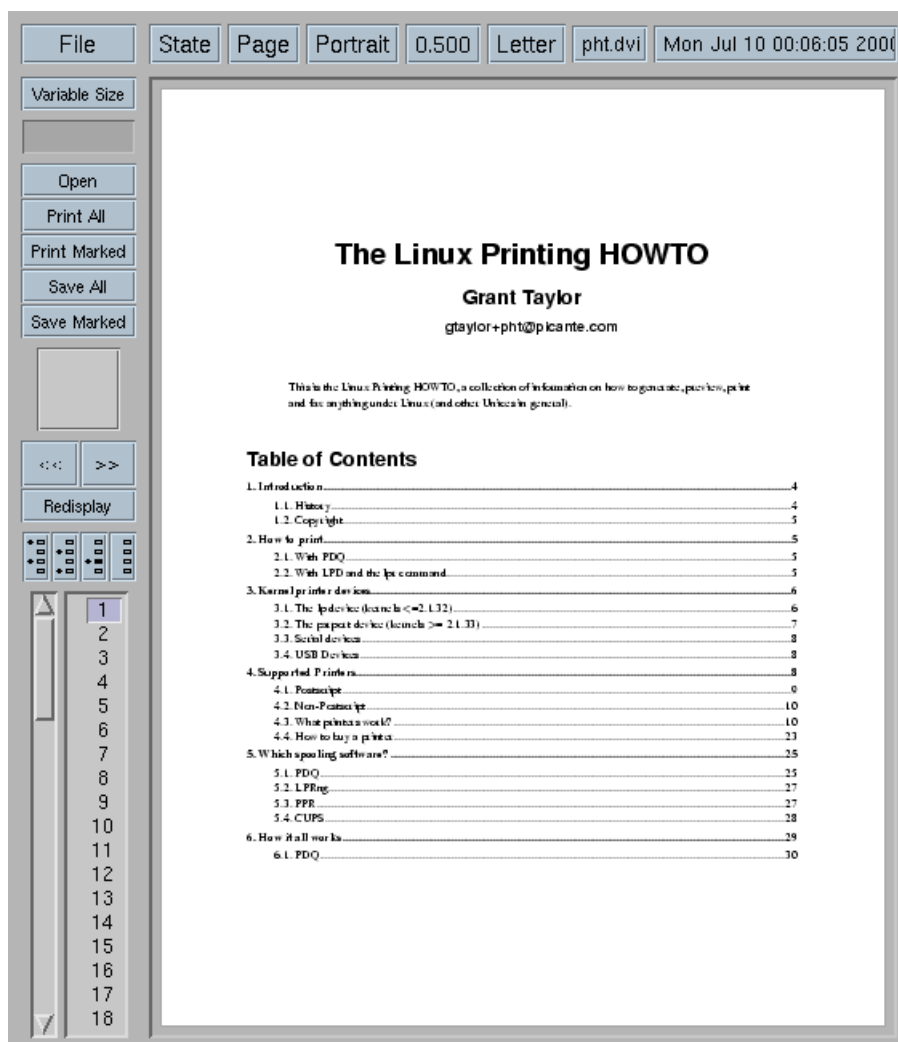 File State Page Portrait 0.500 Letter pht.dvi Mon Jul 10 00:06:05 200
Variable Size
Open
Print All
Print Marked
Save All
Save Marked
<< >>
Redisplay
1
2
3
4
5
6
7
8
9
10
11
12
13
14
15
16
17
18
The Linux Printing HOWTO
Grant Taylor
gtaylor+pht@picante.com
This is the Linux Printing HOWTO, a collection of information on how to generate, preview, print
and fax anything under Linux (and other Unices in general).
Table of Contents
1. Introduction 4
1.1. History 4
1.2. Copyright 5
2. How to print 5
2.1. With PDQ 5
2.2. With LPD and the lpr command 5
3. Kernel printer devices 6
3.1. The lp device (kernels <=2.1.32) 6
3.2. The parport device (kernels >= 2.1.33) 7
3.3. Serial devices 8
3.4. USB Devices 8
4. Supported Printers 8
4.1. Postscript 9
4.2. Non-Postscript 10
4.3. What printers work? 10
4.4. How to buy a printer 23
5. Which spooling software? 25
5.1. PDQ 25
5.2. LPRng 27
5.3. PPR 27
5.4. CUPS 28
6. How it all works 29
6.1. PDQ 30